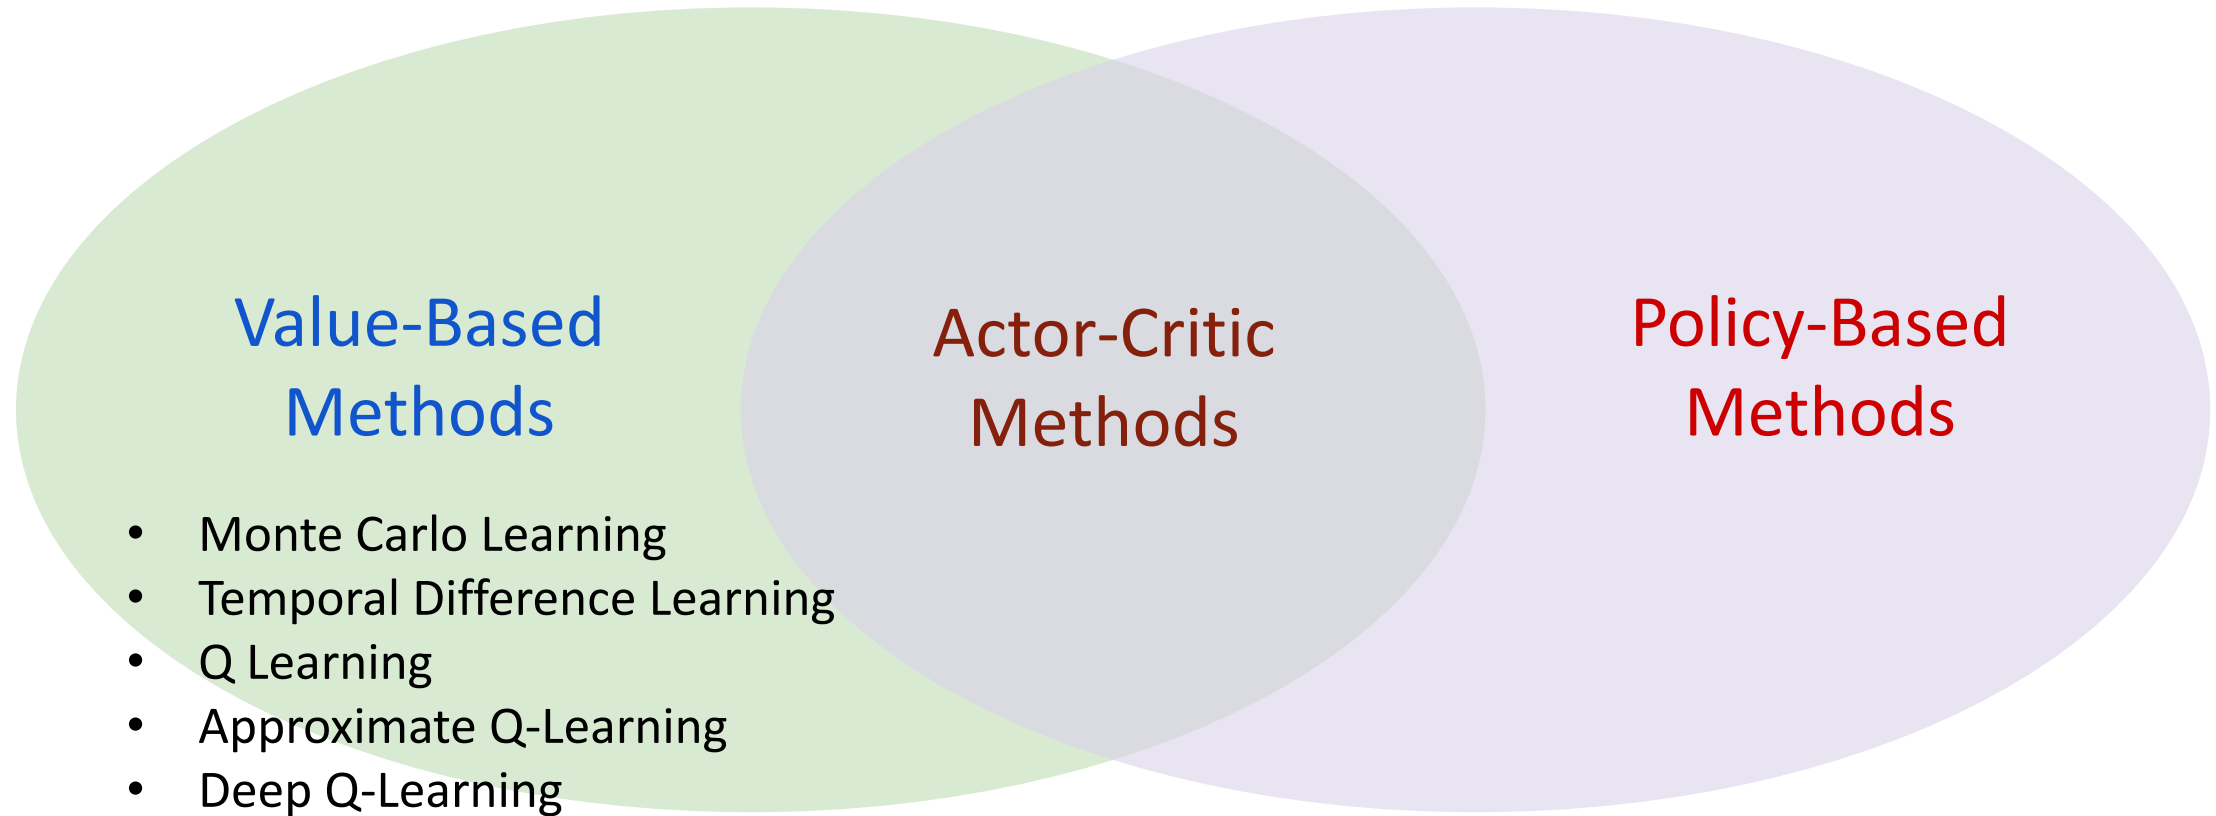 Value-Based
Methods
Actor-Critic
Methods
Policy-Based
Methods
• Monte Carlo Learning
• Temporal Difference Learning
• Q Learning
• Approximate Q-Learning
• Deep Q-Learning